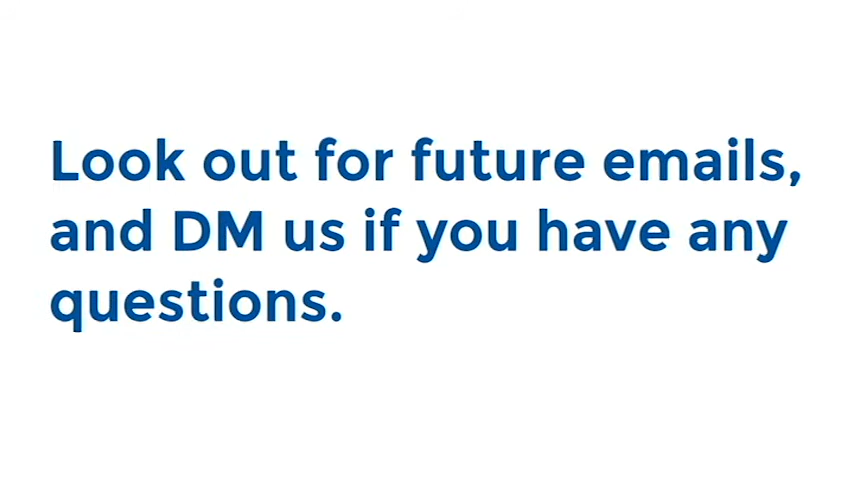 Look out for future emails,
and DM us if you have any
questions.